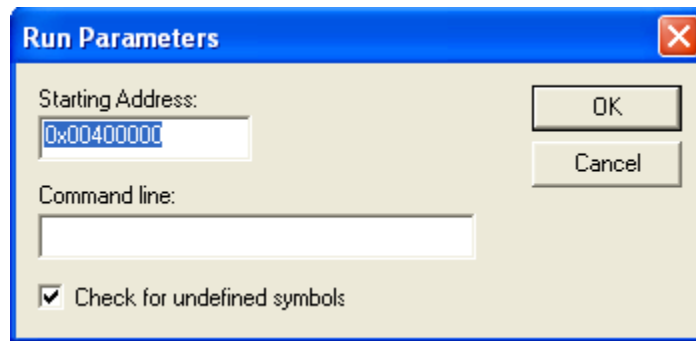 Run Parameters
Starting Address:
0x00400000
OK
Cancel
Command line:
Check for undefined symbols